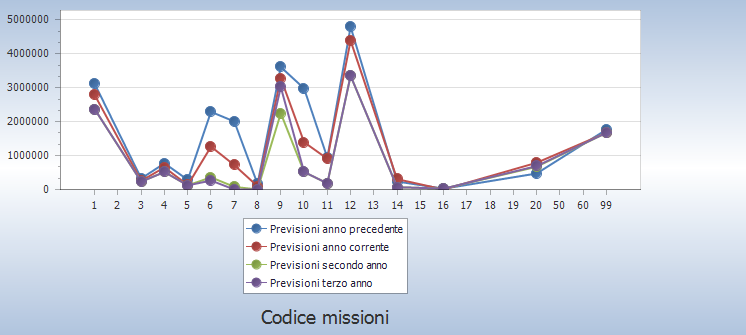 5000000
4000000
3000000
2000000
1000000
0
1 2 3 4 5 6 7 8 9 10 11 12 13 14 15 16 17 18 19 20 50 60 99
Previsioni anno precedente
Previsioni anno corrente
Previsioni secondo anno
Previsioni terzo anno
Codice missioni